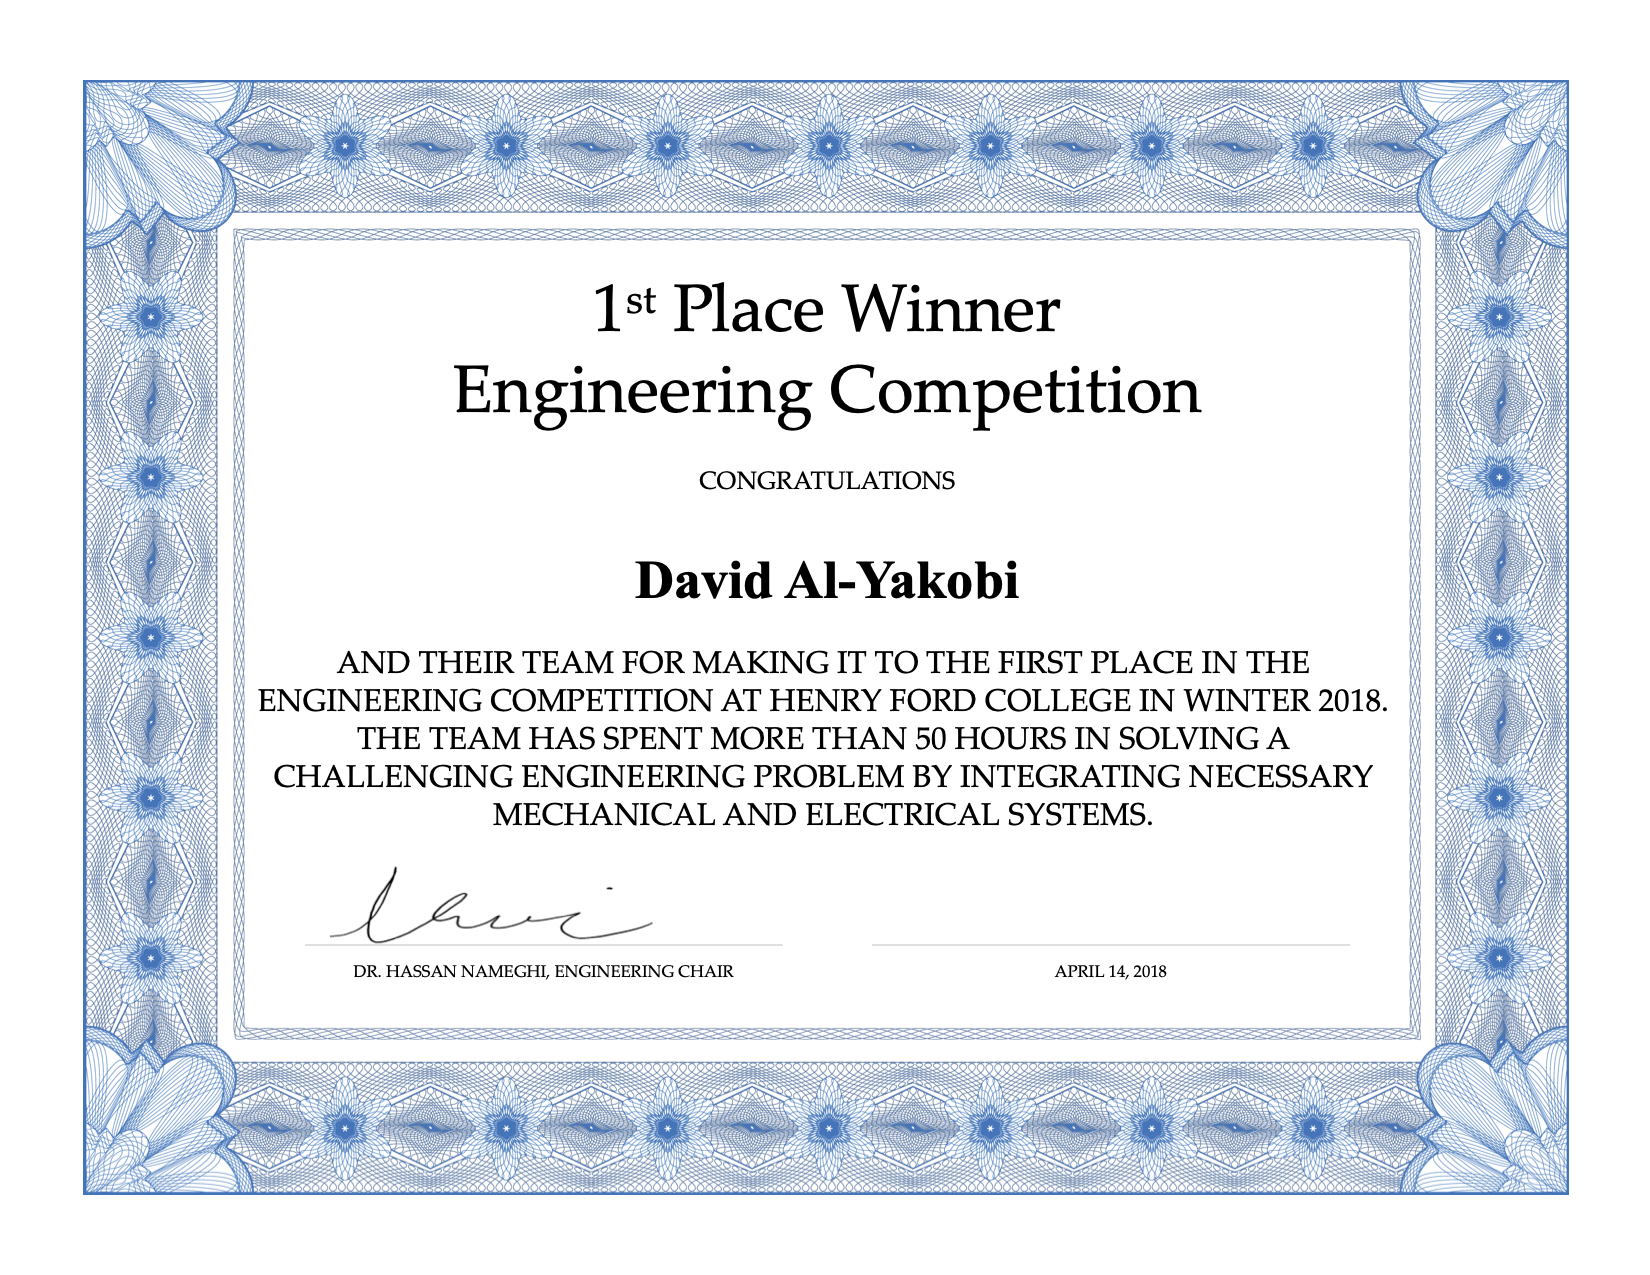 1st Place Winner
Engineering Competition
CONGRATULATIONS
David Al-Yakobi
AND THEIR TEAM FOR MAKING IT TO THE FIRST PLACE IN THE
ENGINEERING COMPETITION AT HENRY FORD COLLEGE IN WINTER 2018.
THE TEAM HAS SPENT MORE THAN 50 HOURS IN SOLVING A
CHALLENGING ENGINEERING PROBLEM BY INTEGRATING NECESSARY
MECHANICAL AND ELECTRICAL SYSTEMS.
DR. HASSAN NAMEGHI, ENGINEERING CHAIR
APRIL 14, 2018